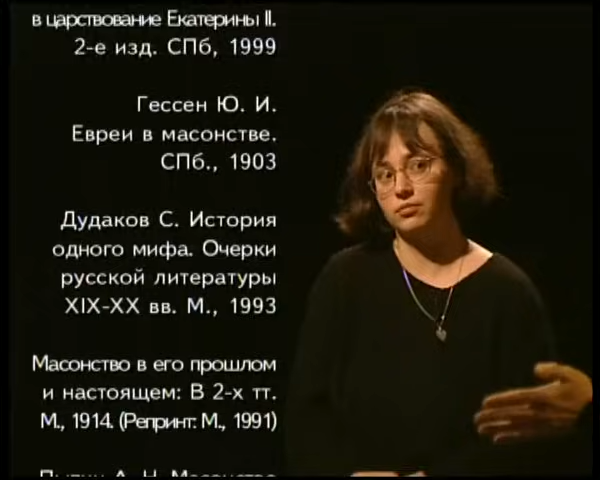 в царствование Екатерины II.
2-е изд. СПб, 1999
Гессен Ю. И.
Евреи в масонстве.
СПб., 1903
Дудаков С. История
одного мифа. Очерки
русской литературы
XIX-XX вв. М., 1993
Масонство в его прошлом
и настоящем: В 2-х тт.
М., 1914. (Репринт: М., 1991)